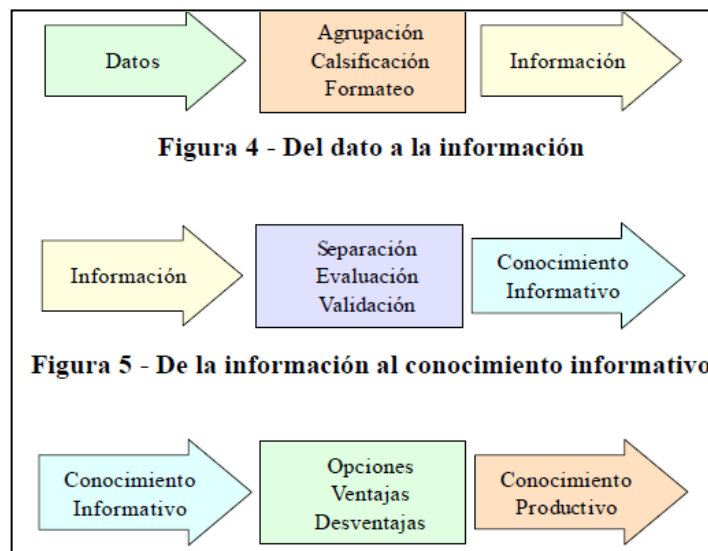 Datos
Agrupación
Calsificación
Formateo
Información
Figura 4 - Del dato a la información
Información
Separación
Evaluación
Validación
Conocimiento
Informativo
Figura 5 - De la información al conocimiento informativo
Conocimiento
Informativo
Opciones
Ventajas
Desventajas
Conocimiento
Productivo